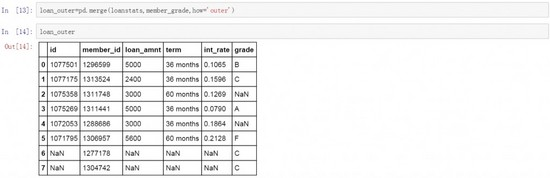 In [13]: loan_outer=pd.merge(loanstats,member_grade,how='outer')
In [14]: loan_outer
Out[14]:
id member_id loan_amnt term int_rate grade
0 1077501 1296599 5000 36 months 0.1065 B
1 1077175 1313524 2400 36 months 0.1596 C
2 1075358 1311748 3000 60 months 0.1269 NaN
3 1075269 1311441 5000 36 months 0.0790 A
4 1072053 1288686 3000 36 months 0.1864 NaN
5 1071795 1306957 5600 60 months 0.2128 F
6 NaN 1277178 NaN NaN NaN C
7 NaN 1304742 NaN NaN NaN C